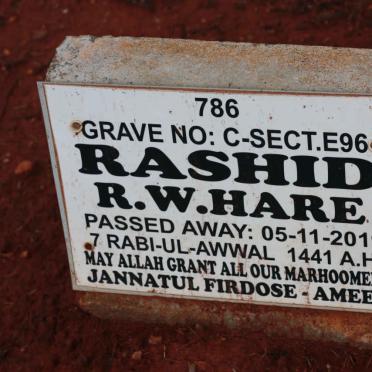 786
GRAVE NO: C-SECT.E96
RASHID
R.W.HARE
PASSED AWAY: 05-11-201
7 RABI-UL-AWWAL 1441 A.H
MAY ALLAH GRANT ALL OUR MARHOOME
JANNATUL FIRDOSE - AMEE